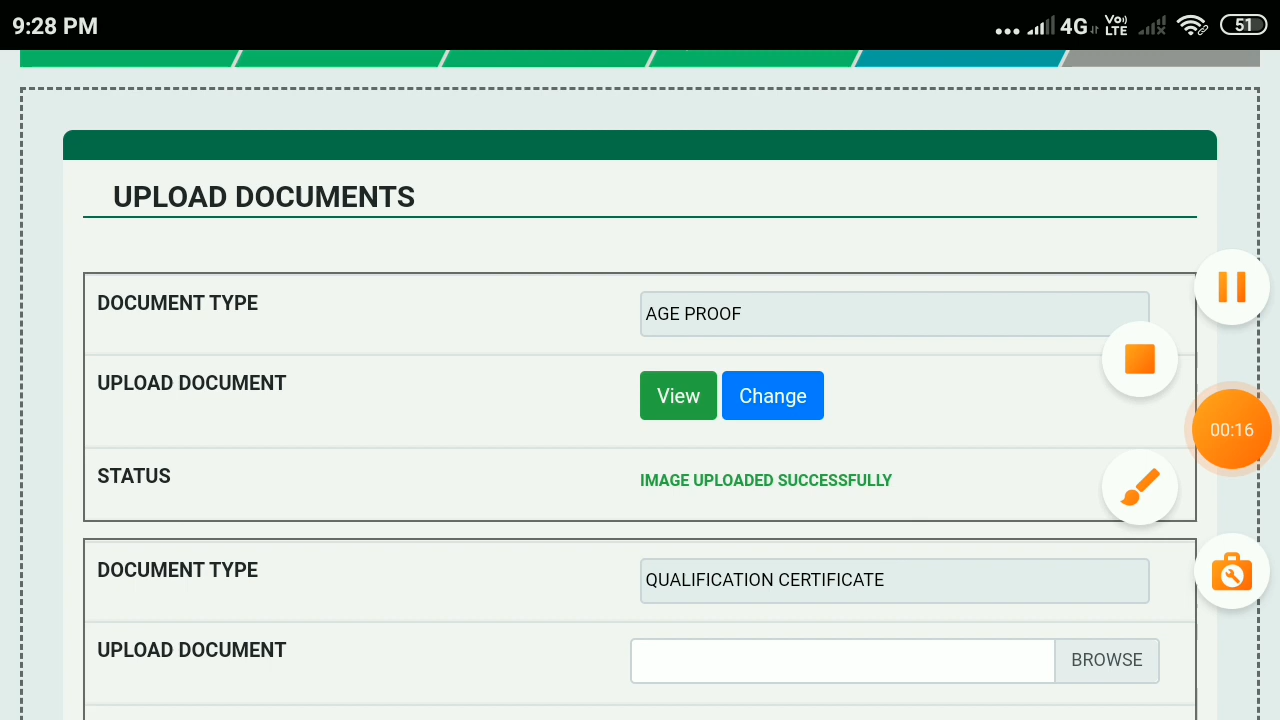 9:28 PM
4G Vo) LTE 51
UPLOAD DOCUMENTS
DOCUMENT TYPE AGE PROOF
UPLOAD DOCUMENT View Change
00:16
STATUS IMAGE UPLOADED SUCCESSFULLY
DOCUMENT TYPE QUALIFICATION CERTIFICATE
UPLOAD DOCUMENT BROWSE